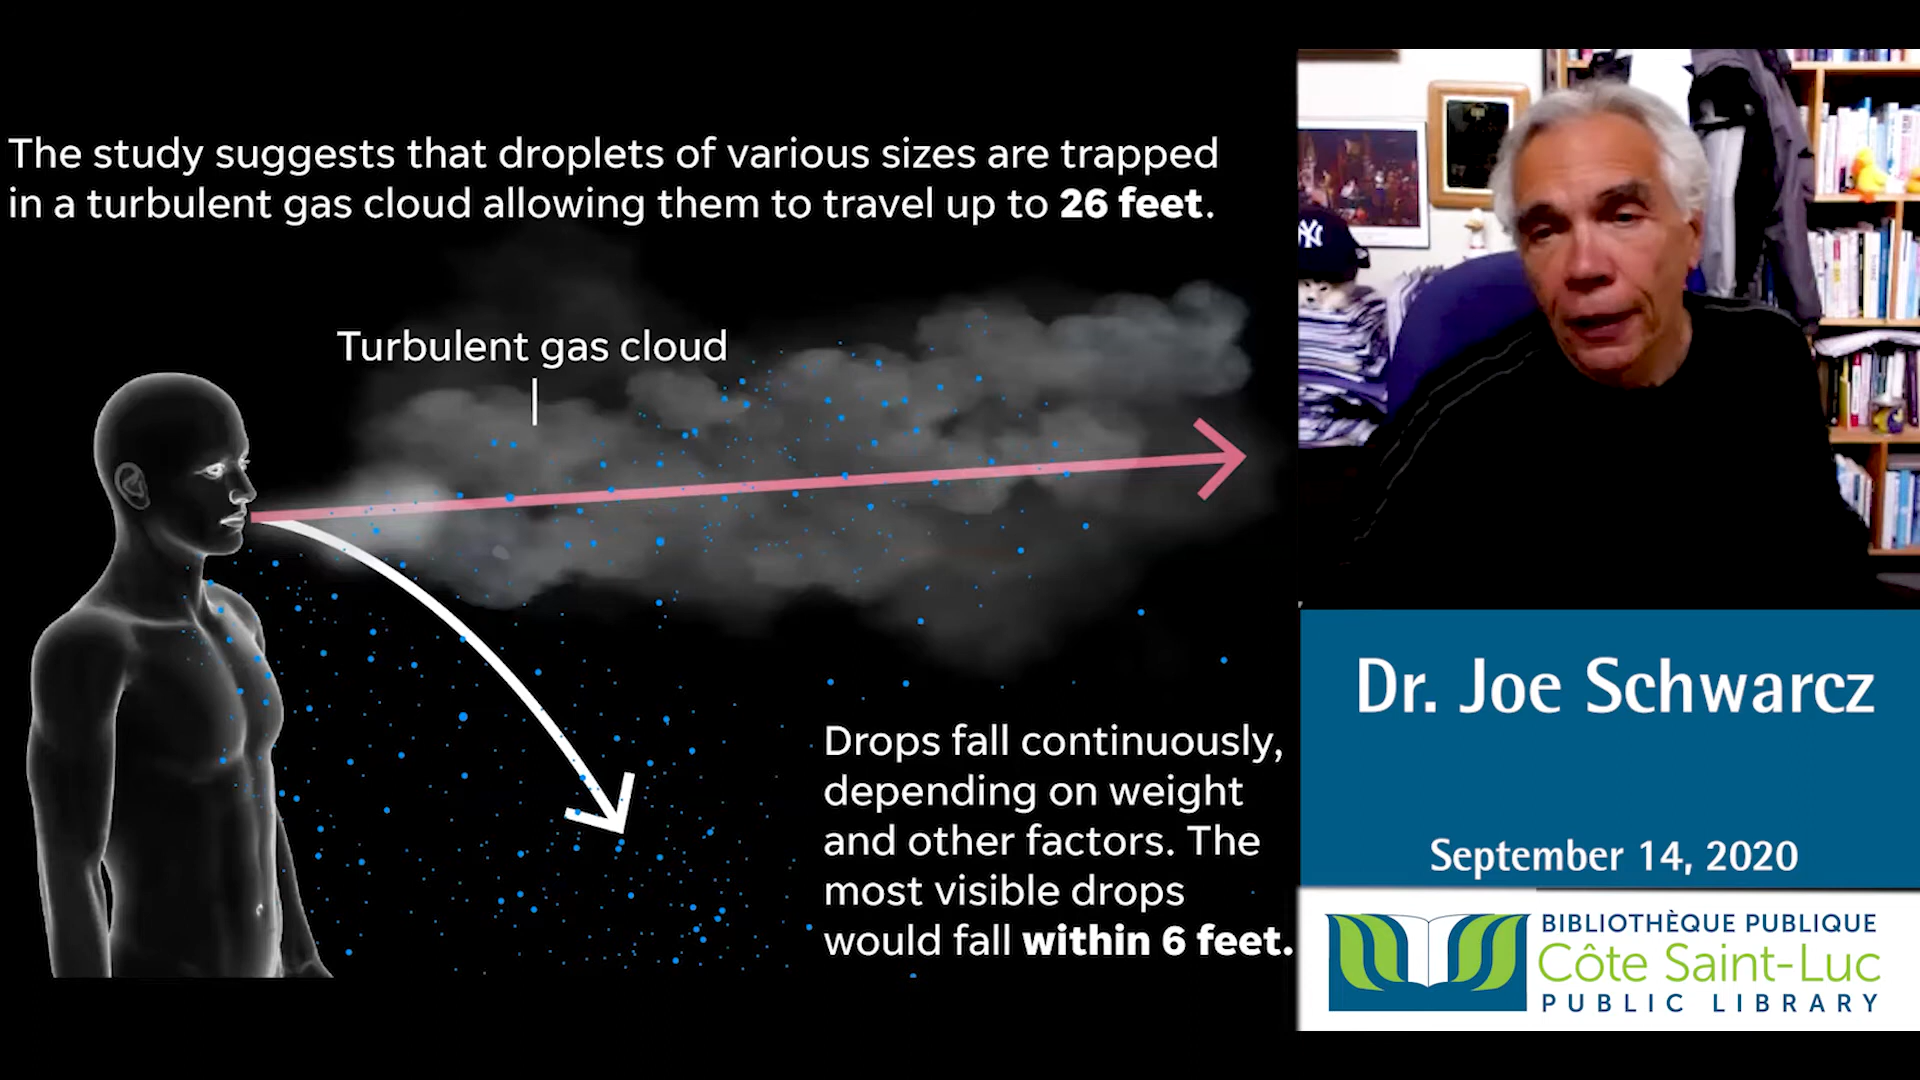 The study suggests that droplets of various sizes are trapped
in a turbulent gas cloud allowing them to travel up to 26 feet.
Turbulent gas cloud
Drops fall continuously,
depending on weight
and other factors. The
most visible drops
would fall within 6 feet.
NY
Dr. Joe Schwarcz
September 14, 2020
BIBLIOTHÈQUE PUBLIQUE
Côte Saint-Luc
PUBLIC LIBRARY